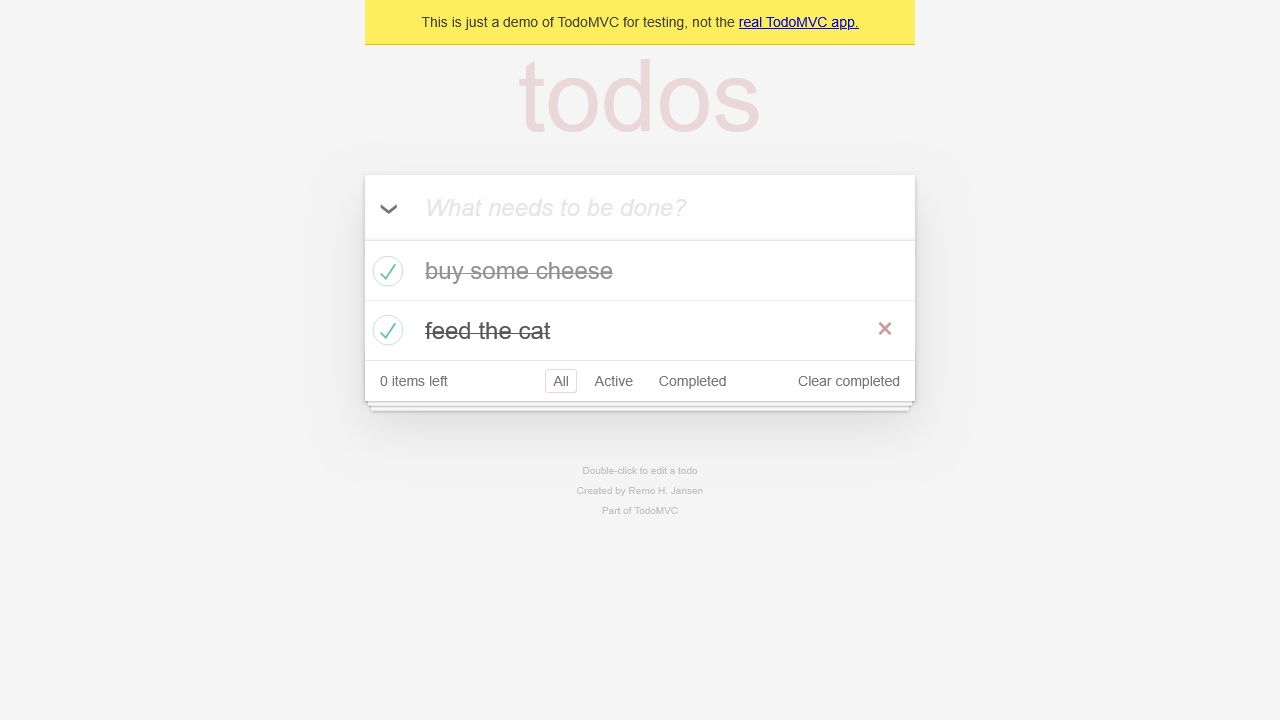 This is just a demo of TodoMVC for testing, not the real TodoMVC app.
todos
What needs to be done?
buy some cheese
feed the cat
0 items left All Active Completed Clear completed
Double-click to edit a todo
Created by Remo H. Jansen
Part of TodoMVC